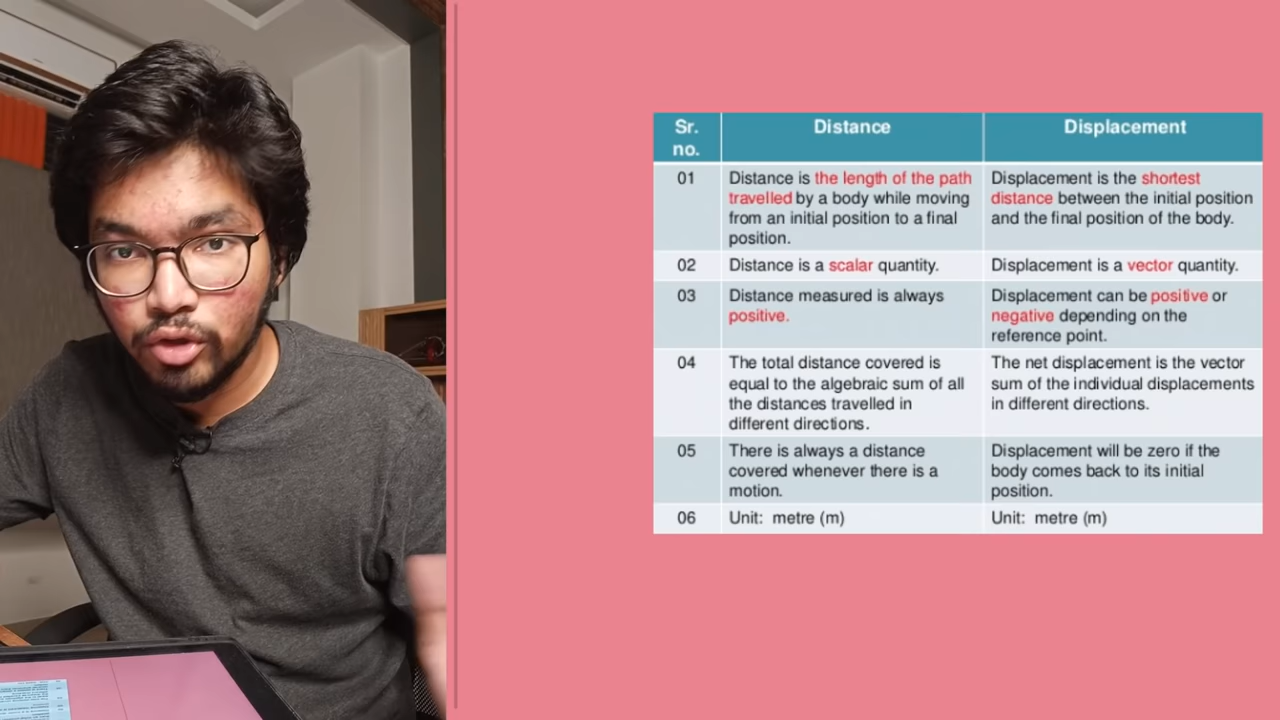 Sr. no.
Distance
Displacement
01
Distance is the length of the path
travelled by a body while moving
from an initial position to a final
position.
Displacement is the shortest
distance between the initial position
and the final position of the body.
02
Distance is a scalar quantity.
Displacement is a vector quantity.
03
Distance measured is always
positive.
Displacement can be positive or
negative depending on the
reference point.
04
The total distance covered is
equal to the algebraic sum of all
the distances travelled in
different directions.
The net displacement is the vector
sum of the individual displacements
in different directions.
05
There is always a distance
covered whenever there is a
motion.
Displacement will be zero if the
body comes back to its initial
position.
06
Unit: metre (m)
Unit: metre (m)